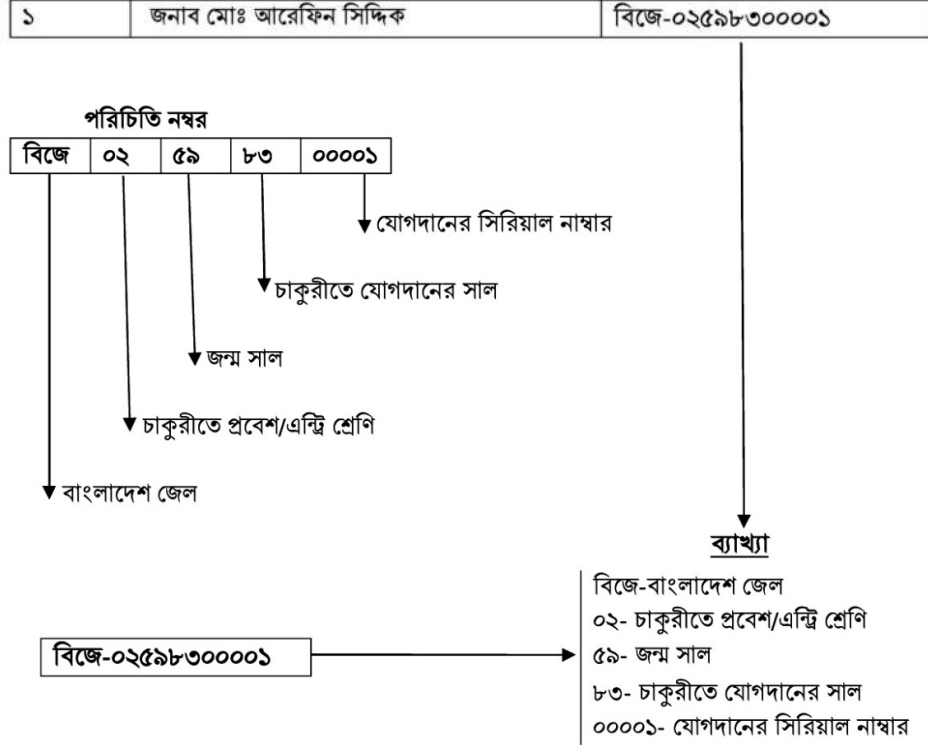 ১ জনাব মোঃ আরেফিন সিদ্দিক বিজে-০২৫৯৮৩০০০০১
পরিচিতি নম্বর
বিজে ০২ ৫৯ ৮৩ ০০০০১
যোগদানের সিরিয়াল নাম্বার
চাকুরীতে যোগদানের সাল
জন্ম সাল
চাকুরীতে প্রবেশ/এন্ট্রি শ্রেণি
বাংলাদেশ জেল
ব্যাখ্যা
বিজে-বাংলাদেশ জেল
০২- চাকুরীতে প্রবেশ/এন্ট্রি শ্রেণি
বিজে-০২৫৯৮৩০০০০১
৫৯- জন্ম সাল
৮৩- চাকুরীতে যোগদানের সাল
০০০০১- যোগদানের সিরিয়াল নাম্বার